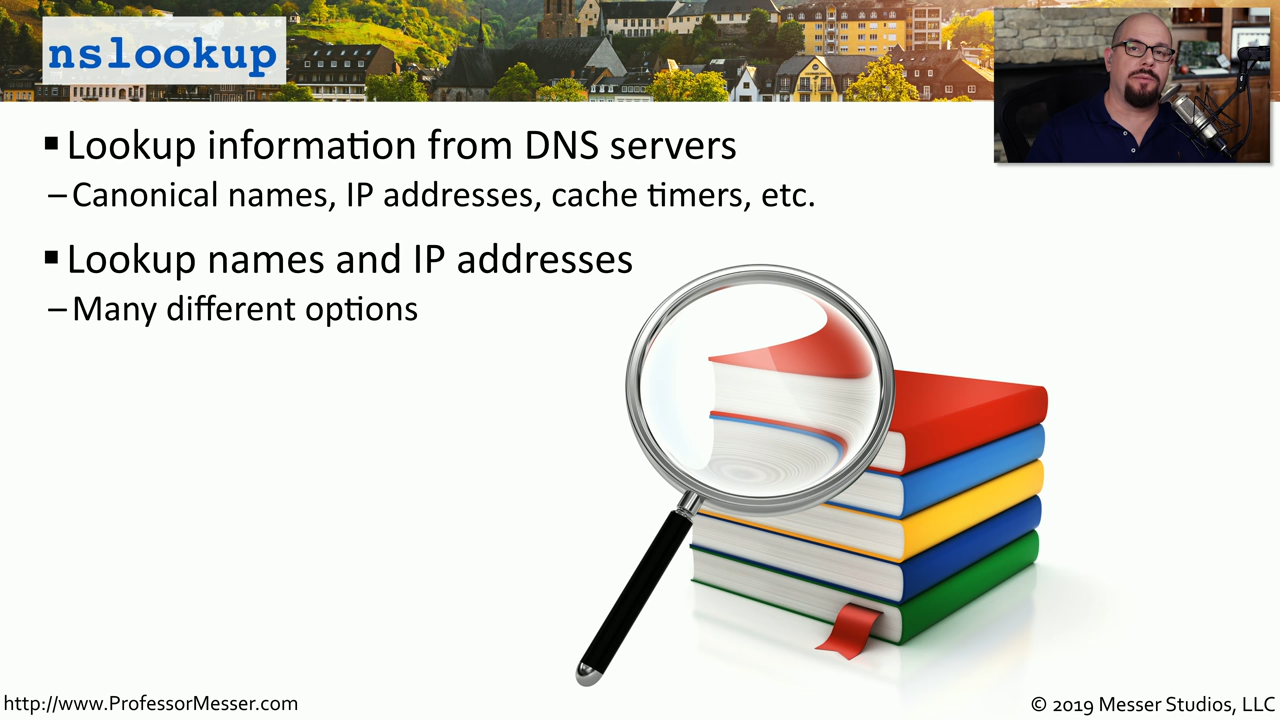 nslookup
▪ Lookup information from DNS servers
– Canonical names, IP addresses, cache timers, etc.
▪ Lookup names and IP addresses
– Many different options
http://www.ProfessorMesser.com
© 2019 Messer Studios, LLC